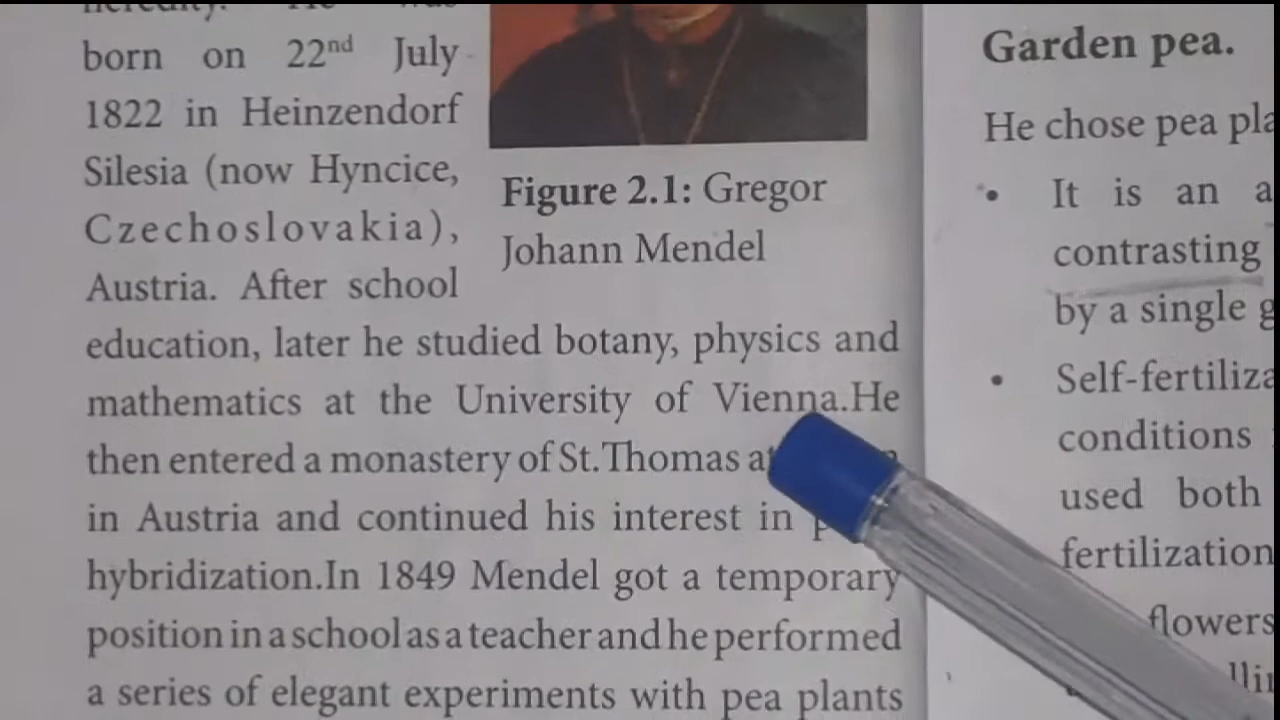 hereditary. He was
born on 22nd July
1822 in Heinzendorf
Silesia (now Hyncice,
Czechoslovakia),
Austria. After school
Figure 2.1: Gregor
Johann Mendel
education, later he studied botany, physics and
mathematics at the University of Vienna.He
then entered a monastery of St.Thomas
in Austria and continued his interest in
hybridization.In 1849 Mendel got a temporary
position in a school as a teacher and he performed
a series of elegant experiments with pea plants
Garden pea.
He chose pea
• It is an
contrasting
by a single
•
conditions
used both
fertilization
flowers